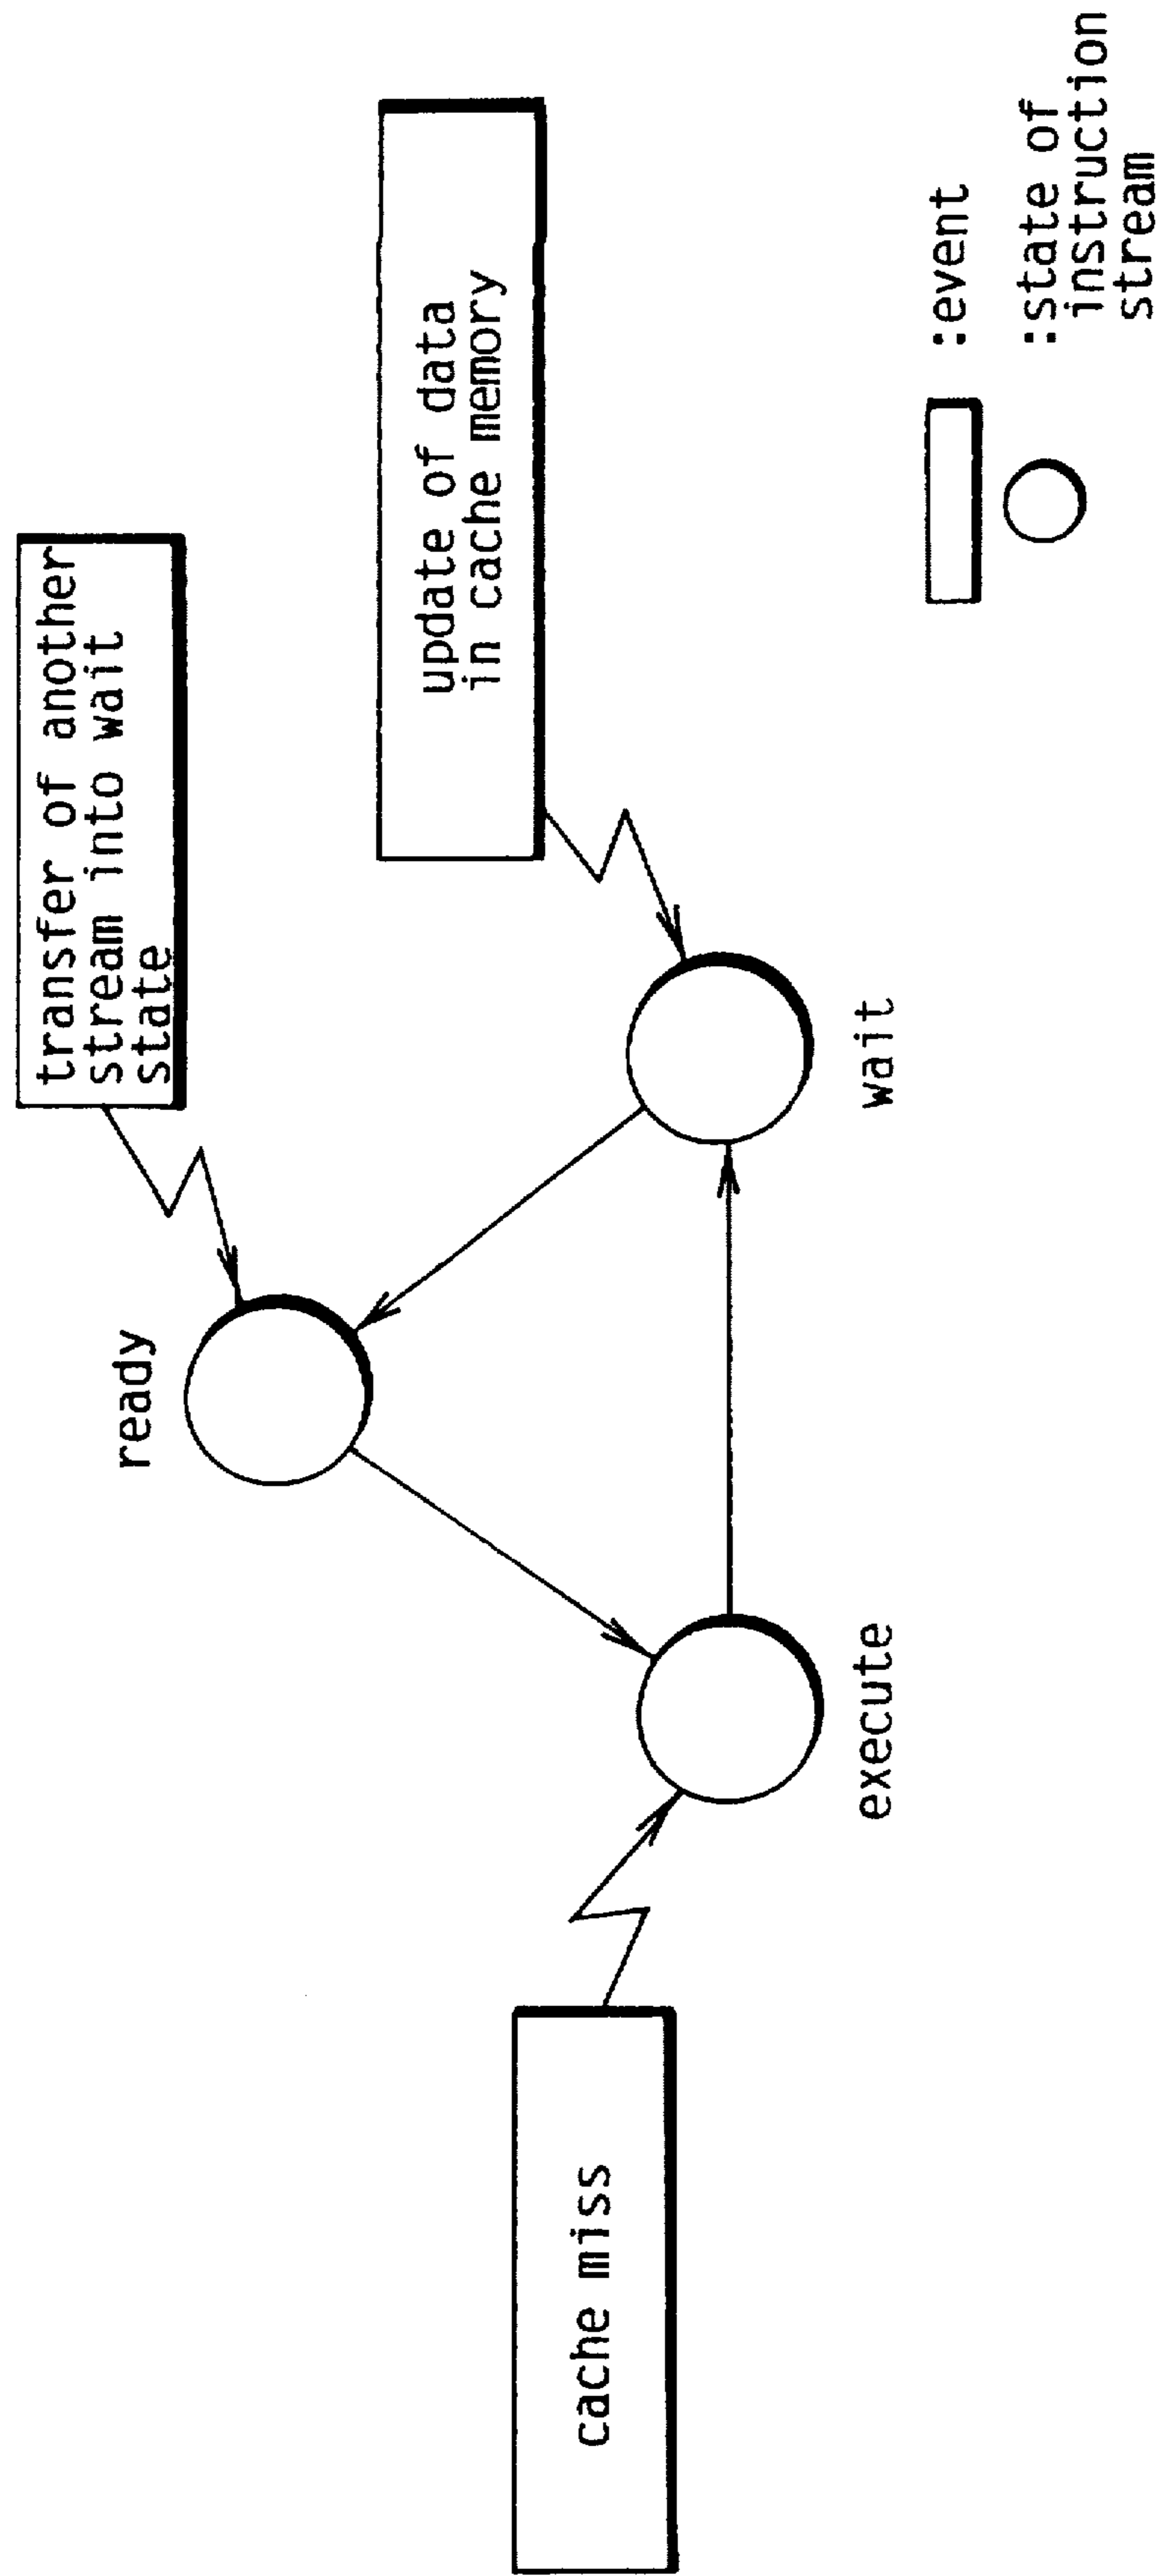 transfer of another
stream into wait
state
ready
update of data
in cache memory
cache miss
execute
wait
:event
:state of
instruction
stream